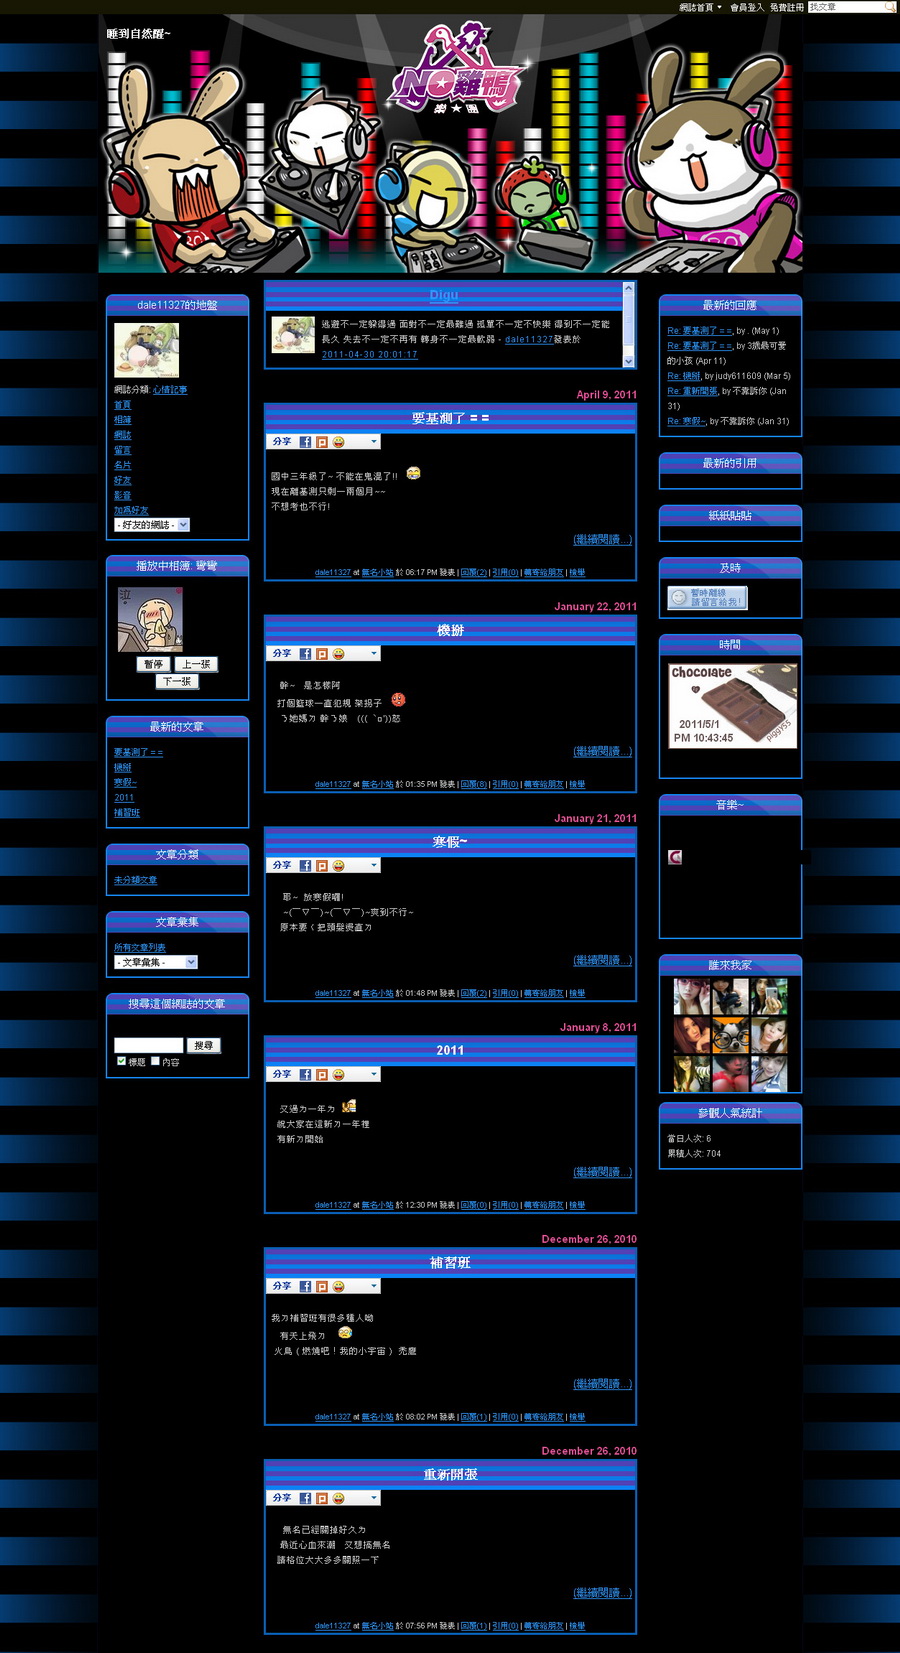 網誌首頁 會員登入 免費註冊 找文章
睡到自然醒~
NO雞鴨
樂★團
dale11327的地盤
網誌分類: 心情記事
首頁
相簿
網誌
留言
名片
好友
影音
加為好友
- 好友的網誌 -
播放中相簿: 彎彎
暫停 上一張
下一張
最新的文章
要基測了 = =
機掰
寒假~
2011
補習班
文章分類
未分類文章
文章彙集
所有文章列表
- 文章彙集 -
搜尋這個網誌的文章
搜尋
標題 內容
Digu
逃避不一定躲得過 面對不一定最難過 孤單不一定不快樂 得到不一定能
長久 失去不一定不再有 轉身不一定最軟弱 - dale11327發表於
2011-04-30 20:01:17
April 9, 2011
要基測了 = =
分享
國中三年級了~ 不能在鬼混了!!
現在離基測只剩一兩個月~~
不想考也不行!
(繼續閱讀...)
dale11327 at 無名小站 於 06:17 PM 發表 | 回覆(2) | 引用(0) | 轉寄給朋友 | 檢舉
January 22, 2011
機掰
分享
幹~ 是怎樣阿
打個籃球一直犯規 架拐子
ㄋ她媽ㄉ 幹ㄋ娘 ((( ˋoˊ))怒
(繼續閱讀...)
dale11327 at 無名小站 於 01:35 PM 發表 | 回覆(8) | 引用(0) | 轉寄給朋友 | 檢舉
January 21, 2011
寒假~
分享
耶~ 放寒假囉!
~(￣▽￣)~(￣▽￣)~爽到不行~
原本要ㄑ把頭髮燙直ㄉ
(繼續閱讀...)
dale11327 at 無名小站 於 01:48 PM 發表 | 回覆(2) | 引用(0) | 轉寄給朋友 | 檢舉
January 8, 2011
2011
分享
又過ㄌ一年ㄌ
祝大家在這新ㄉ一年裡
有新ㄉ開始
(繼續閱讀...)
dale11327 at 無名小站 於 12:30 PM 發表 | 回覆(0) | 引用(0) | 轉寄給朋友 | 檢舉
December 26, 2010
補習班
分享
我ㄉ補習班有很多種人呦
有天上飛ㄉ
火鳥 ( 燃燒吧 ! 我的小宇宙 ) 禿鷹
(繼續閱讀...)
dale11327 at 無名小站 於 08:02 PM 發表 | 回覆(1) | 引用(0) | 轉寄給朋友 | 檢舉
December 26, 2010
重新開張
分享
無名已經關掉好久ㄌ
最近心血來潮 又想搞無名
請格位大大多多關照一下
(繼續閱讀...)
dale11327 at 無名小站 於 07:56 PM 發表 | 回覆(1) | 引用(0) | 轉寄給朋友 | 檢舉
最新的回應
Re: 要基測了 = =, by . (May 1)
Re: 要基測了 = =, by 3歲最可愛
的小孩 (Apr 11)
Re: 機掰, by judy611609 (Mar 5)
Re: 重新開張, by 不靠訴你 (Jan
31)
Re: 寒假~, by 不靠訴你 (Jan 31)
最新的引用
紙紙貼貼
及時
暫時離線
請留言給我!
時間
Chocolate
2011/5/1
PM 10:43:45
piggy55
音樂~
誰來我家
參觀人氣統計
當日人次: 6
累積人次: 704